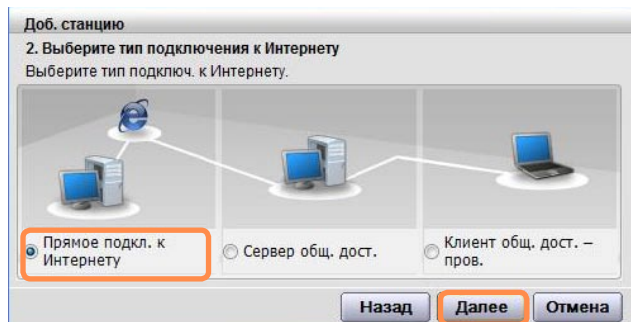 Доб. станцию
2. Выберите тип подключения к Интернету
Выберите тип подключ. к Интернету.
Прямое подкл. к
Интернету
Сервер общ. дост.
Клиент общ. дост. –
пров.
Назад Далее Отмена